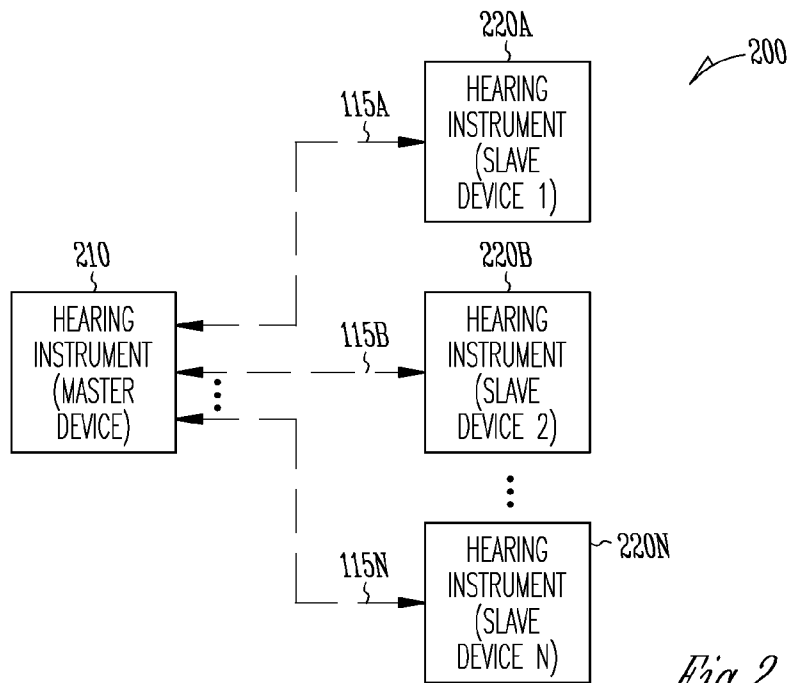 220A
200
HEARING
INSTRUMENT
(SLAVE
DEVICE 1)
115A
210
HEARING
INSTRUMENT
(MASTER
DEVICE)
220B
115B
HEARING
INSTRUMENT
(SLAVE
DEVICE 2)
115N
HEARING
INSTRUMENT
(SLAVE
DEVICE N)
220N
Fig. 2